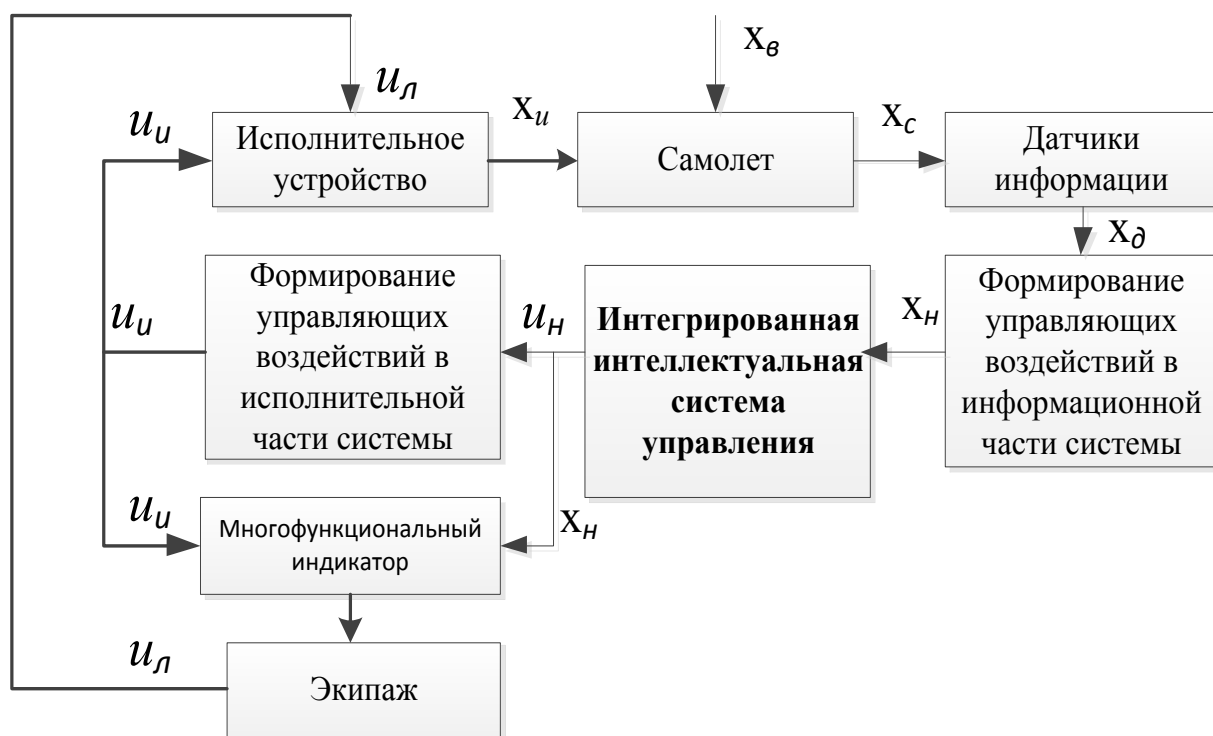 xв
uл
uи
xи
xс
Исполнительное
устройство
Самолет
Датчики
информации
xд
Формирование
управляющих
воздействий в
исполнительной
части системы
uи
uн
Интегрированная
интеллектуальная
система
управления
xн
Формирование
управляющих
воздействий в
информационной
части системы
uи
Многофункциональный
индикатор
xн
uл
Экипаж